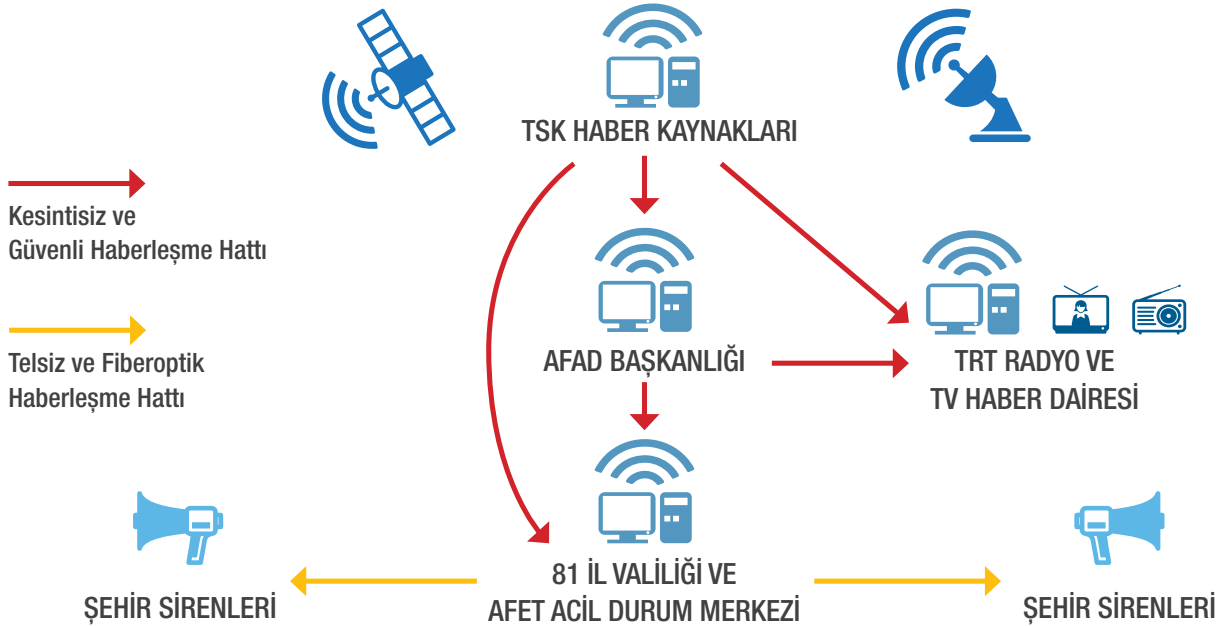 TSK HABER KAYNAKLARI
Kesintisiz ve
Güvenli Haberleşme Hattı
Telsiz ve Fiberoptik
Haberleşme Hattı
AFAD BAŞKANLIĞI
TRT RADYO VE
TV HABER DAİRESİ
ŞEHİR SİRENLERİ
81 İL VALİLİĞİ VE
AFET ACİL DURUM MERKEZİ
ŞEHİR SİRENLERİ